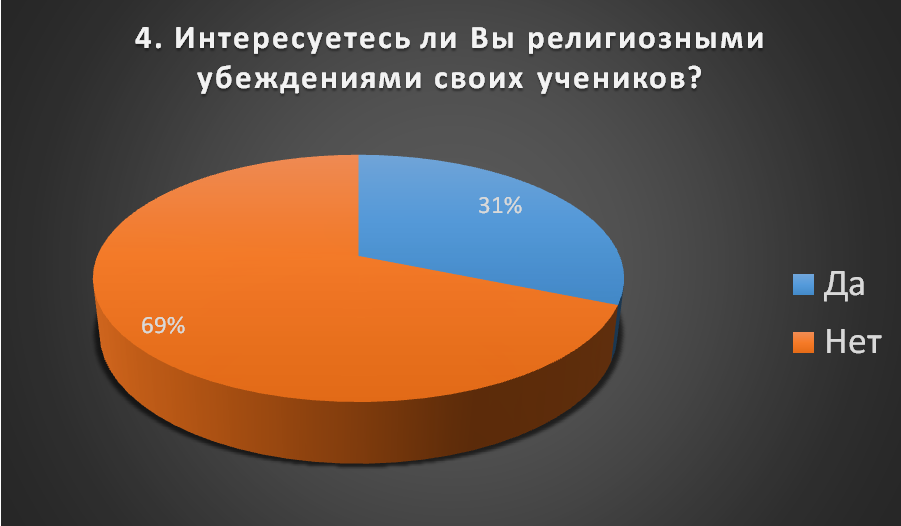 4. Интересуетесь ли Вы религиозными
убеждениями своих учеников?
31%
69%
Да
Нет